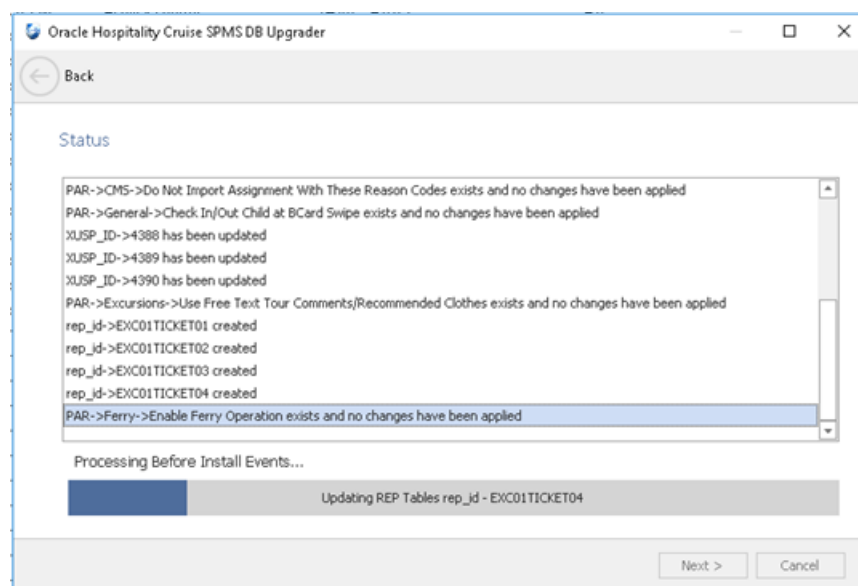 Oracle Hospitality Cruise SPMS DB Upgrader
Back
Status
PAR->CMS->Do Not Import Assignment With These Reason Codes exists and no changes have been applied
PAR->General->Check In/Out Child at BCard Swipe exists and no changes have been applied
XUSP_ID->4388 has been updated
XUSP_ID->4389 has been updated
XUSP_ID->4390 has been updated
PAR->Excursions->Use Free Text Tour Comments/Recommended Clothes exists and no changes have been applied
rep_id->EXC01TICKET01 created
rep_id->EXC01TICKET02 created
rep_id->EXC01TICKET03 created
rep_id->EXC01TICKET04 created
PAR->Ferry->Enable Ferry Operation exists and no changes have been applied
Processing Before Install Events...
Updating REP Tables rep_id - EXC01TICKET04
Next >
Cancel